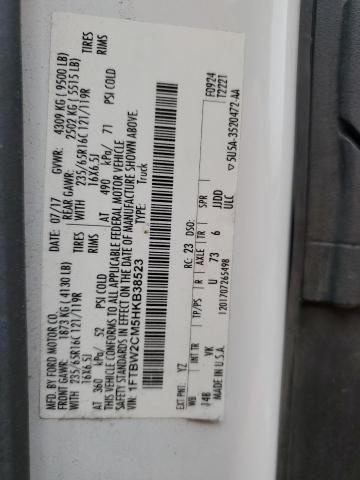 MFD. BY FORD MOTOR CO.
DATE: 07/17 GVWR: 4309 KG ( 9500 LB)
FRONT GAWR: 1873 KG ( 4130 LB) REAR GAWR: 2502 KG ( 5515 LB)
WITH 235/65R16C 121/119R TIRES WITH 235/65R16C 121/119R TIRES
16X6.5J RIMS 16X6.5J RIMS
AT 360 kPa/ 52 PSI COLD AT 490 kPa/ 71 PSI COLD
THIS VEHICLE CONFORMS TO ALL APPLICABLE FEDERAL MOTOR VEHICLE
SAFETY STANDARDS IN EFFECT ON THE DATE OF MANUFACTURE SHOWN ABOVE.
VIN: 1FTBW2CM5HKB38523 TYPE: Truck
F0924
T2221
EXT PNT: YZ RC: 23 DSO:
WB INT TR TP/PS R AXLE TR SPR
148 VK U 73 6 JJDD
MADE IN U.S.A. ULC
1201707265498 ▽5U5A-3520472-AA